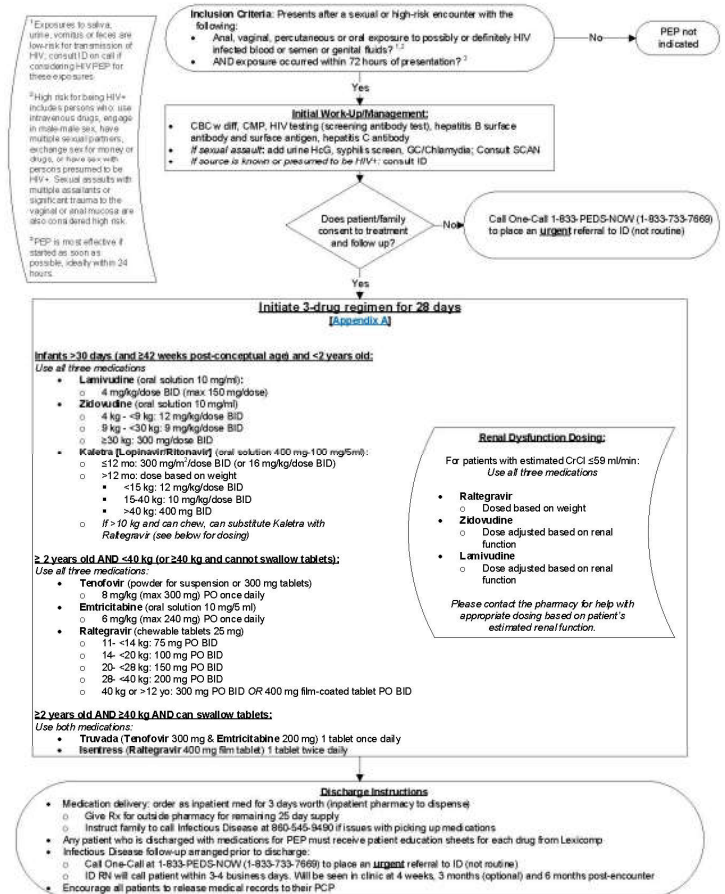 Inclusion Criteria: Presents after a sexual or high-risk encounter with the
following:
• Anal, vaginal, percutaneous or oral exposure to possibly or definitely HIV
infected blood or semen or genital fluids? 1,2
• AND exposure occurred within 72 hours of presentation? 3
No
PEP not
indicated
1Exposures to saliva,
urine, vomitus or feces are
low-risk for transmission of
HIV; consult ID on call if
considering HIV PEP for
these exposures
2High risk for being HIV+
includes persons who: use
intravenous drugs, engage
in male-male sex, have
multiple sexual partners,
exchange sex for money or
drugs, or have sex with
persons presumed to be
HIV+. Sexual assaults with
multiple assailants or
significant trauma to the
vaginal or anal mucosa are
also considered high risk.
3PEP is most effective if
started as soon as
possible, ideally within 24
hours.
Yes
Initial Work-Up/Management:
• CBC w diff, CMP, HIV testing (screening antibody test), hepatitis B surface
antibody and surface antigen, hepatitis C antibody
• If sexual assault: add urine HcG, syphilis screen, GC/Chlamydia; Consult SCAN
• If source is known or presumed to be HIV+: consult ID
Does patient/family
consent to treatment
and follow up?
No
Call One-Call 1-833-PEDS-NOW (1-833-733-7669)
to place an urgent referral to ID (not routine)
Yes
Initiate 3-drug regimen for 28 days
[Appendix A]
Infants >30 days (and ≥42 weeks post-conceptual age) and <2 years old:
Use all three medications
• Lamivudine (oral solution 10 mg/ml):
o 4 mg/kg/dose BID (max 150 mg/dose)
• Zidovudine (oral solution 10 mg/ml)
o 4 kg - <9 kg: 12 mg/kg/dose BID
o 9 kg - <30 kg: 9 mg/kg/dose BID
o ≥30 kg: 300 mg/dose BID
• Kaletra [Lopinavir/Ritonavir] (oral solution 400 mg-100 mg/5ml):
o ≤12 mo: 300 mg/m2/dose BID (or 16 mg/kg/dose BID)
o >12 mo: dose based on weight
▪ <15 kg: 12 mg/kg/dose BID
▪ 15-40 kg: 10 mg/kg/dose BID
▪ >40 kg: 400 mg BID
o If >10 kg and can chew, can substitute Kaletra with
Raltegravir (see below for dosing)
≥ 2 years old AND <40 kg (or ≥40 kg and cannot swallow tablets):
Use all three medications:
• Tenofovir (powder for suspension or 300 mg tablets)
o 8 mg/kg (max 300 mg) PO once daily
• Emtricitabine (oral solution 10 mg/5 ml)
o 6 mg/kg (max 240 mg) PO once daily
• Raltegravir (chewable tablets 25 mg)
o 11- <14 kg: 75 mg PO BID
o 14- <20 kg: 100 mg PO BID
o 20- <28 kg: 150 mg PO BID
o 28- <40 kg: 200 mg PO BID
o 40 kg or >12 yo: 300 mg PO BID OR 400 mg film-coated tablet PO BID
≥2 years old AND ≥40 kg AND can swallow tablets:
Use both medications:
• Truvada (Tenofovir 300 mg & Emtricitabine 200 mg) 1 tablet once daily
• Isentress (Raltegravir 400 mg film tablet) 1 tablet twice daily
Renal Dysfunction Dosing:
For patients with estimated CrCl ≤59 ml/min:
Use all three medications
• Raltegravir
o Dosed based on weight
• Zidovudine
o Dose adjusted based on renal
function
• Lamivudine
o Dose adjusted based on renal
function
Please contact the pharmacy for help with
appropriate dosing based on patient's
estimated renal function.
Discharge Instructions
• Medication delivery: order as inpatient med for 3 days worth (inpatient pharmacy to dispense)
o Give Rx for outside pharmacy for remaining 25 day supply
o Instruct family to call Infectious Disease at 860-545-9490 if issues with picking up medications
• Any patient who is discharged with medications for PEP must receive patient education sheets for each drug from Lexicomp
• Infectious Disease follow-up arranged prior to discharge:
o Call One-Call at 1-833-PEDS-NOW (1-833-733-7669) to place an urgent referral to ID (not routine)
o ID RN will call patient within 3-4 business days. Will be seen in clinic at 4 weeks, 3 months (optional) and 6 months post-encounter
• Encourage all patients to release medical records to their PCP